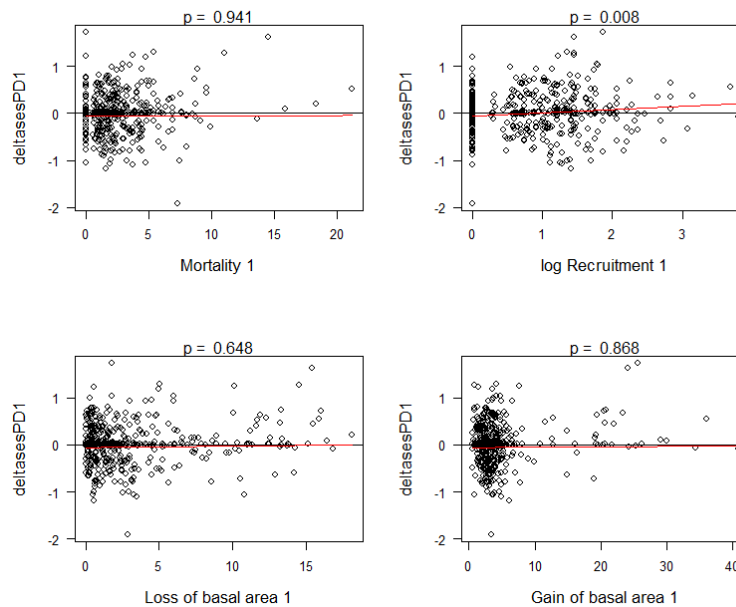 p = 0.941
deltasesPD1
1
0
-1
-2
0 5 10 15 20
Mortality 1
p = 0.008
deltasesPD1
1
0
-1
-2
0 1 2 3
log Recruitment 1
p = 0.648
deltasesPD1
1
0
-1
-2
0 5 10 15
Loss of basal area 1
p = 0.868
deltasesPD1
1
0
-1
-2
0 10 20 30 40
Gain of basal area 1